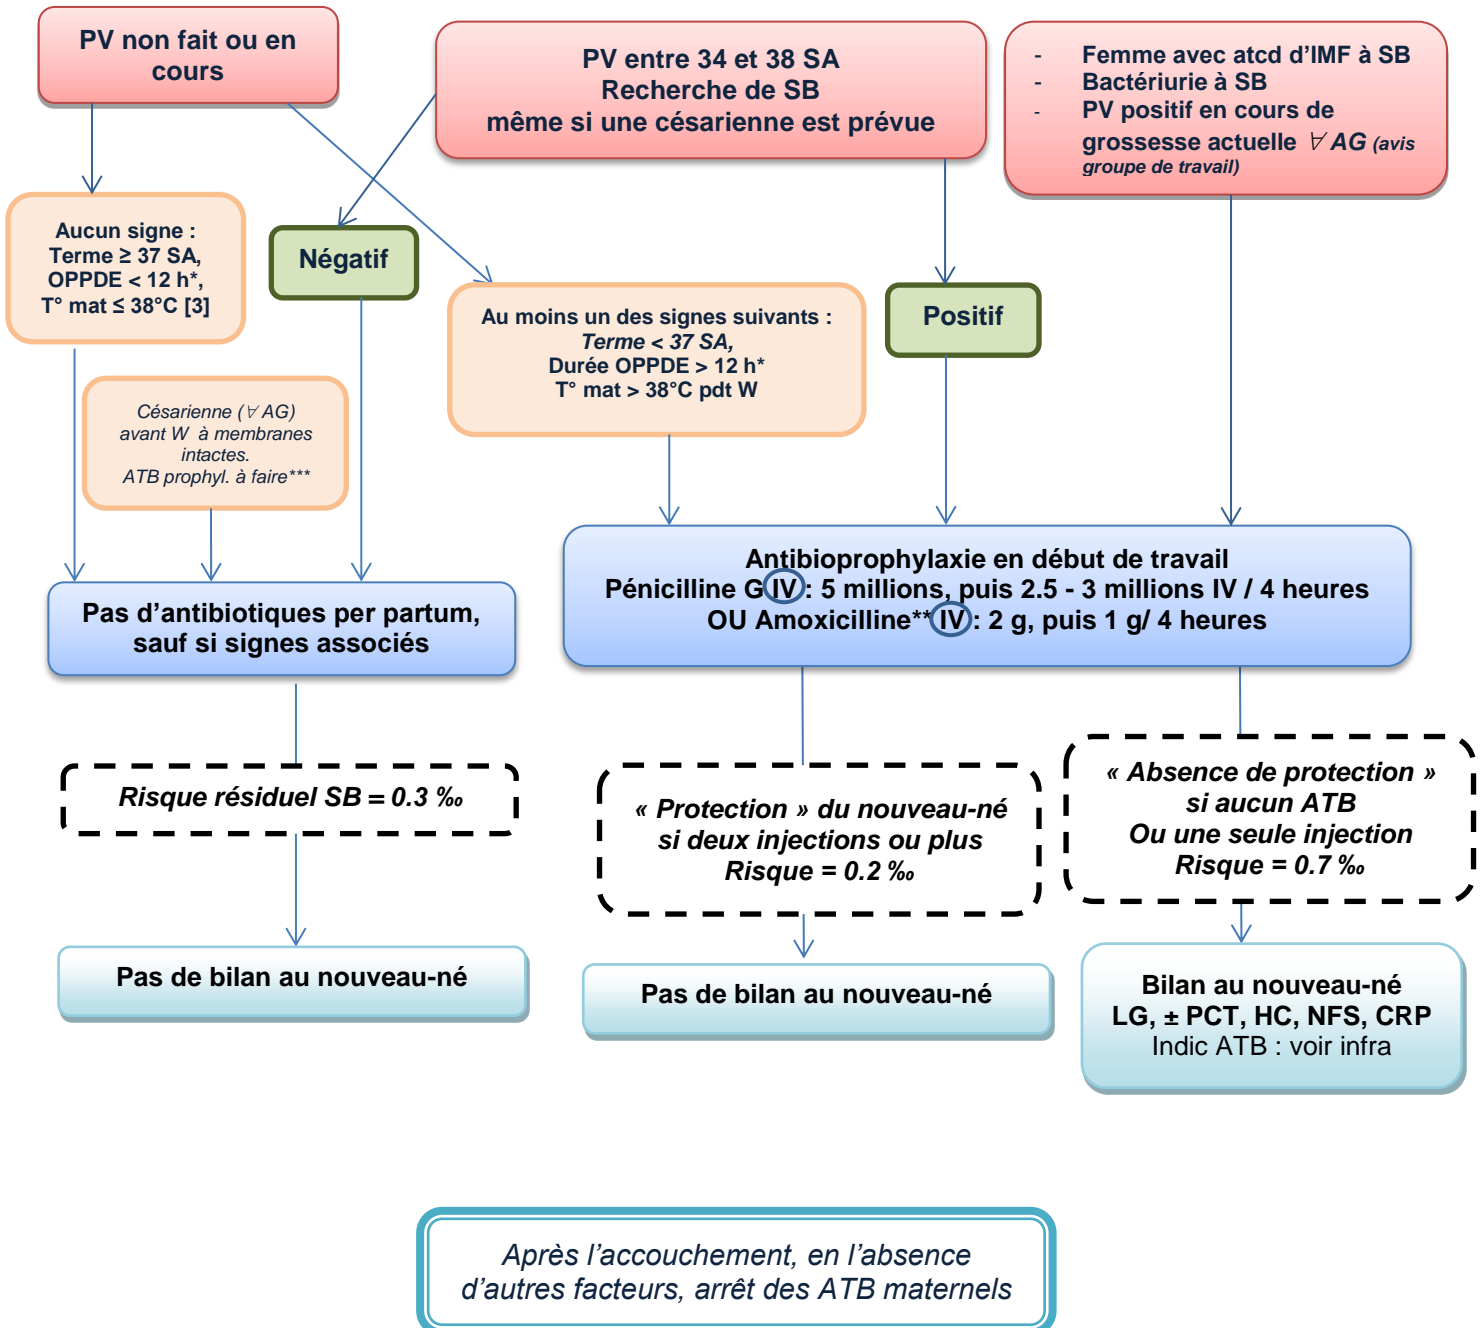 PV non fait ou en
cours
PV entre 34 et 38 SA
Recherche de SB
même si une césarienne est prévue
- Femme avec atcd d'IMF à SB
- Bactériurie à SB
- PV positif en cours de
grossesse actuelle ∀ AG (avis
groupe de travail)
Aucun signe :
Terme ≥ 37 SA,
OPPDE < 12 h*,
T° mat ≤ 38°C [3]
Négatif
Au moins un des signes suivants :
Terme < 37 SA,
Durée OPPDE > 12 h*
T° mat > 38°C pdt W
Positif
Césarienne (∀ AG)
avant W à membranes
intactes.
ATB prophyl. à faire***
Pas d'antibiotiques per partum,
sauf si signes associés
Antibioprophylaxie en début de travail
Pénicilline G IV : 5 millions, puis 2.5 - 3 millions IV / 4 heures
OU Amoxicilline** IV : 2 g, puis 1 g/ 4 heures
Risque résiduel SB = 0.3 ‰
« Protection » du nouveau-né
si deux injections ou plus
Risque = 0.2 ‰
« Absence de protection »
si aucun ATB
Ou une seule injection
Risque = 0.7 ‰
Pas de bilan au nouveau-né
Pas de bilan au nouveau-né
Bilan au nouveau-né
LG, ± PCT, HC, NFS, CRP
Indic ATB : voir infra
Après l'accouchement, en l'absence
d'autres facteurs, arrêt des ATB maternels